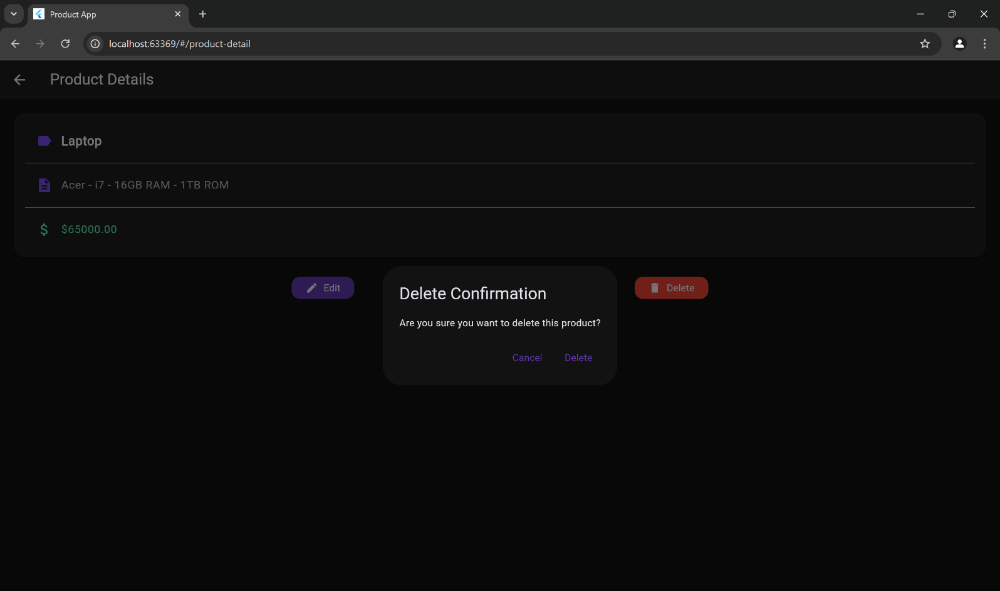 Product App
localhost:63369/#/product-detail
Product Details
Laptop
Acer - i7 - 16GB RAM - 1TB ROM
$65000.00
Edit
Delete
Delete Confirmation
Are you sure you want to delete this product?
Cancel
Delete